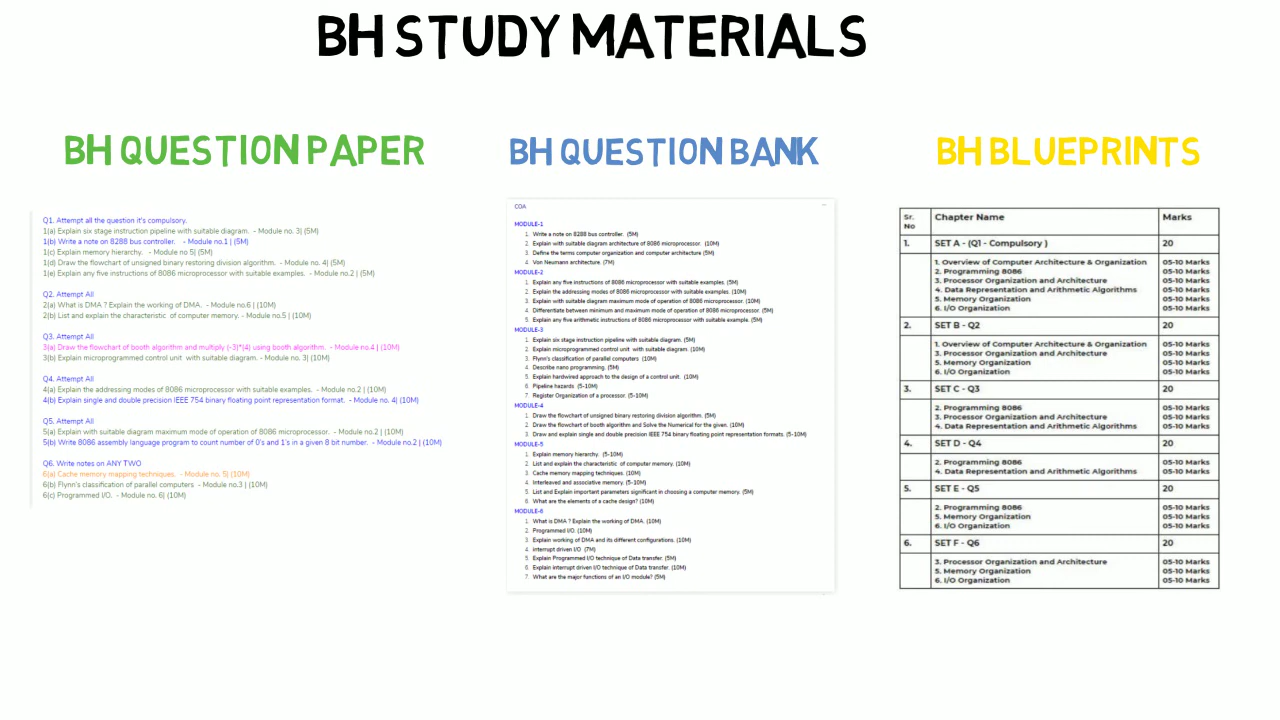 BH STUDY MATERIALS
BH QUESTION PAPER
Q1. Attempt all the question it's compulsory.
1(a) Explain six stage instruction pipeline with suitable diagram. - Module no. 3| (5M)
1(b) Write a note on 8288 bus controller. - Module no.1 | (5M)
1(c) Explain memory hierarchy. - Module no 5| (5M)
1(d) Draw the flowchart of unsigned binary restoring division algorithm. - Module no. 4| (5M)
1(e) Explain any five instructions of 8086 microprocessor with suitable examples. - Module no.2 | (5M)
Q2. Attempt All
2(a) What is DMA ? Explain the working of DMA. - Module no.6 | (10M)
2(b) List and explain the characteristic of computer memory. - Module no.5 | (10M)
Q3. Attempt All
3(a) Draw the flowchart of booth algorithm and multiply (-3)*(4) using booth algorithm. - Module no.4 | (10M)
3(b) Explain microprogrammed control unit with suitable diagram. - Module no. 3| (10M)
Q4. Attempt All
4(a) Explain the addressing modes of 8086 microprocessor with suitable examples. - Module no.2 | (10M)
4(b) Explain single and double precision IEEE 754 binary floating point representation format. - Module no. 4| (10M)
Q5. Attempt All
5(a) Explain with suitable diagram maximum mode of operation of 8086 microprocessor. - Module no.2 | (10M)
5(b) Write 8086 assembly language program to count number of 0's and 1's in a given 8 bit number. - Module no.2 | (10M)
Q6. Write notes on ANY TWO
6(a) Cache memory mapping techniques. - Module no. 5| (10M)
6(b) Flynn's classification of parallel computers - Module no.3 | (10M)
6(c) Programmed I/O. - Module no. 6| (10M)
BH QUESTION BANK
COA
MODULE-1
1. Write a note on 8288 bus controller. (5M)
2. Explain with suitable diagram architecture of 8086 microprocessor. (10M)
3. Define the terms computer organization and computer architecture (5M)
4. Von Neumann architecture. (7M)
MODULE-2
1. Explain any five instructions of 8086 microprocessor with suitable examples. (5M)
2. Explain the addressing modes of 8086 microprocessor with suitable examples. (10M)
3. Explain with suitable diagram maximum mode of operation of 8086 microprocessor. (10M)
4. Differentiate between minimum and maximum mode of operation of 8086 microprocessor. (5M)
5. Explain any five arithmetic instructions of 8086 microprocessor with suitable example. (5M)
MODULE-3
1. Explain six stage instruction pipeline with suitable diagram. (5M)
2. Explain microprogrammed control unit with suitable diagram. (10M)
3. Flynn's classification of parallel computers (10M)
4. Describe nano programming. (5M)
5. Explain hardwired approach to the design of a control unit. (10M)
6. Pipeline hazards (5-10M)
7. Register Organization of a processor. (5-10M)
MODULE-4
1. Draw the flowchart of unsigned binary restoring division algorithm. (5M)
2. Draw the flowchart of booth algorithm and Solve the Numerical for the given. (10M)
3. Draw and explain single and double precision IEEE 754 binary floating point representation formats. (5-10M)
MODULE-5
1. Explain memory hierarchy. (5-10M)
2. List and explain the characteristic of computer memory. (10M)
3. Cache memory mapping techniques. (10M)
4. Interleaved and associative memory. (5-10M)
5. List and Explain important parameters significant in choosing a computer memory. (5M)
6. What are the elements of a cache design? (10M)
MODULE-6
1. What is DMA ? Explain the working of DMA. (10M)
2. Programmed I/O. (10M)
3. Explain working of DMA and its different configurations. (10M)
4. interrupt driven I/O (7M)
5. Explain Programmed I/O technique of Data transfer. (5M)
6. Explain interrupt driven I/O technique of Data transfer. (10M)
7. What are the major functions of an I/O module? (5M)
BH BLUEPRINTS
Sr. No Chapter Name Marks
1. SET A - (Q1 - Compulsory ) 20
1. Overview of Computer Architecture & Organization 05-10 Marks
2. Programming 8086 05-10 Marks
3. Processor Organization and Architecture 05-10 Marks
4. Data Representation and Arithmetic Algorithms 05-10 Marks
5. Memory Organization 05-10 Marks
6. I/O Organization 05-10 Marks
2. SET B - Q2 20
1. Overview of Computer Architecture & Organization 05-10 Marks
3. Processor Organization and Architecture 05-10 Marks
5. Memory Organization 05-10 Marks
6. I/O Organization 05-10 Marks
3. SET C - Q3 20
2. Programming 8086 05-10 Marks
3. Processor Organization and Architecture 05-10 Marks
4. Data Representation and Arithmetic Algorithms 05-10 Marks
4. SET D - Q4 20
2. Programming 8086 05-10 Marks
4. Data Representation and Arithmetic Algorithms 05-10 Marks
5. SET E - Q5 20
2. Programming 8086 05-10 Marks
5. Memory Organization 05-10 Marks
6. I/O Organization 05-10 Marks
6. SET F - Q6 20
3. Processor Organization and Architecture 05-10 Marks
5. Memory Organization 05-10 Marks
6. I/O Organization 05-10 Marks